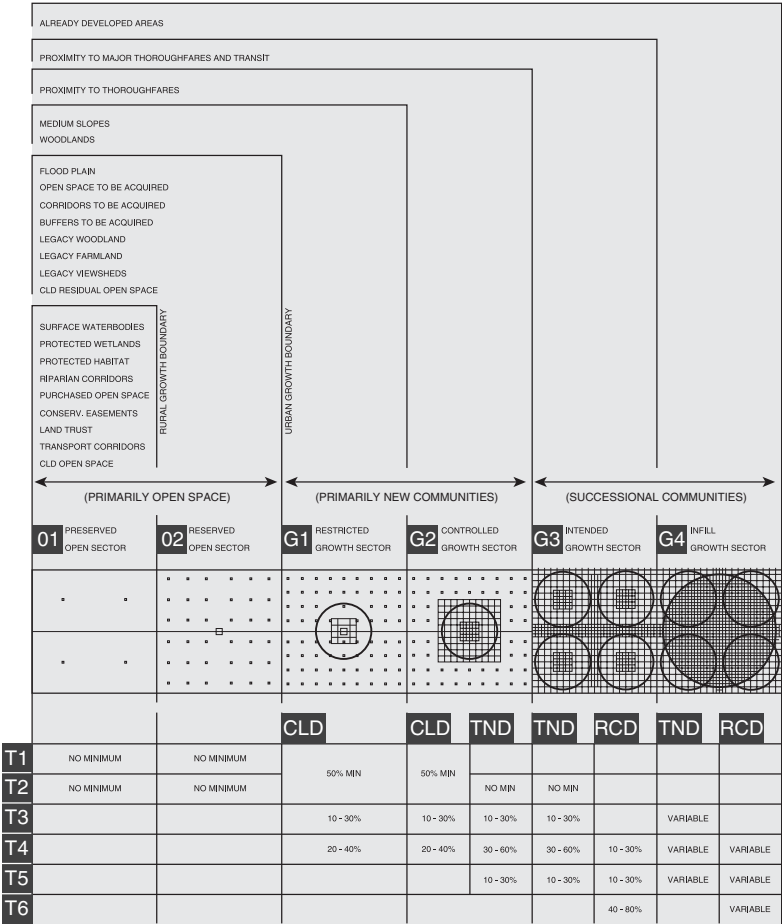 ALREADY DEVELOPED AREAS
PROXIMITY TO MAJOR THOROUGHFARES AND TRANSIT
PROXIMITY TO THOROUGHFARES
MEDIUM SLOPES
WOODLANDS
FLOOD PLAIN
OPEN SPACE TO BE ACQUIRED
CORRIDORS TO BE ACQUIRED
BUFFERS TO BE ACQUIRED
LEGACY WOODLAND
LEGACY FARMLAND
LEGACY VIEWSHEDS
CLD RESIDUAL OPEN SPACE
SURFACE WATERBODIES
PROTECTED WETLANDS
PROTECTED HABITAT
RIPARIAN CORRIDORS
PURCHASED OPEN SPACE
CONSERV. EASEMENTS
LAND TRUST
TRANSPORT CORRIDORS
CLD OPEN SPACE
RURAL GROWTH BOUNDARY
URBAN GROWTH BOUNDARY
(PRIMARILY OPEN SPACE) (PRIMARILY NEW COMMUNITIES) (SUCCESSIONAL COMMUNITIES)
01 PRESERVED
OPEN SECTOR
02 RESERVED
OPEN SECTOR
G1 RESTRICTED
GROWTH SECTOR
G2 CONTROLLED
GROWTH SECTOR
G3 INTENDED
GROWTH SECTOR
G4 INFILL
GROWTH SECTOR
CLD CLD TND TND RCD TND RCD
T1 NO MINIMUM NO MINIMUM
50% MIN 50% MIN
T2 NO MINIMUM NO MINIMUM NO MIN NO MIN
T3 10 - 30% 10 - 30% 10 - 30% 10 - 30% VARIABLE
T4 20 - 40% 20 - 40% 30 - 60% 30 - 60% 10 - 30% VARIABLE VARIABLE
T5 10 - 30% 10 - 30% 10 - 30% VARIABLE VARIABLE
T6 40 - 80% VARIABLE